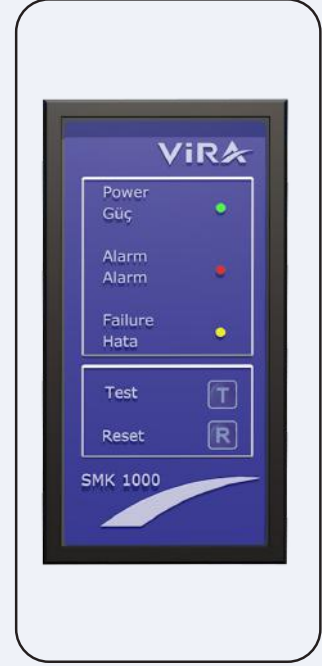 ViRA
Power
Güç
Alarm
Alarm
Failure
Hata
Test T
Reset R
SMK 1000